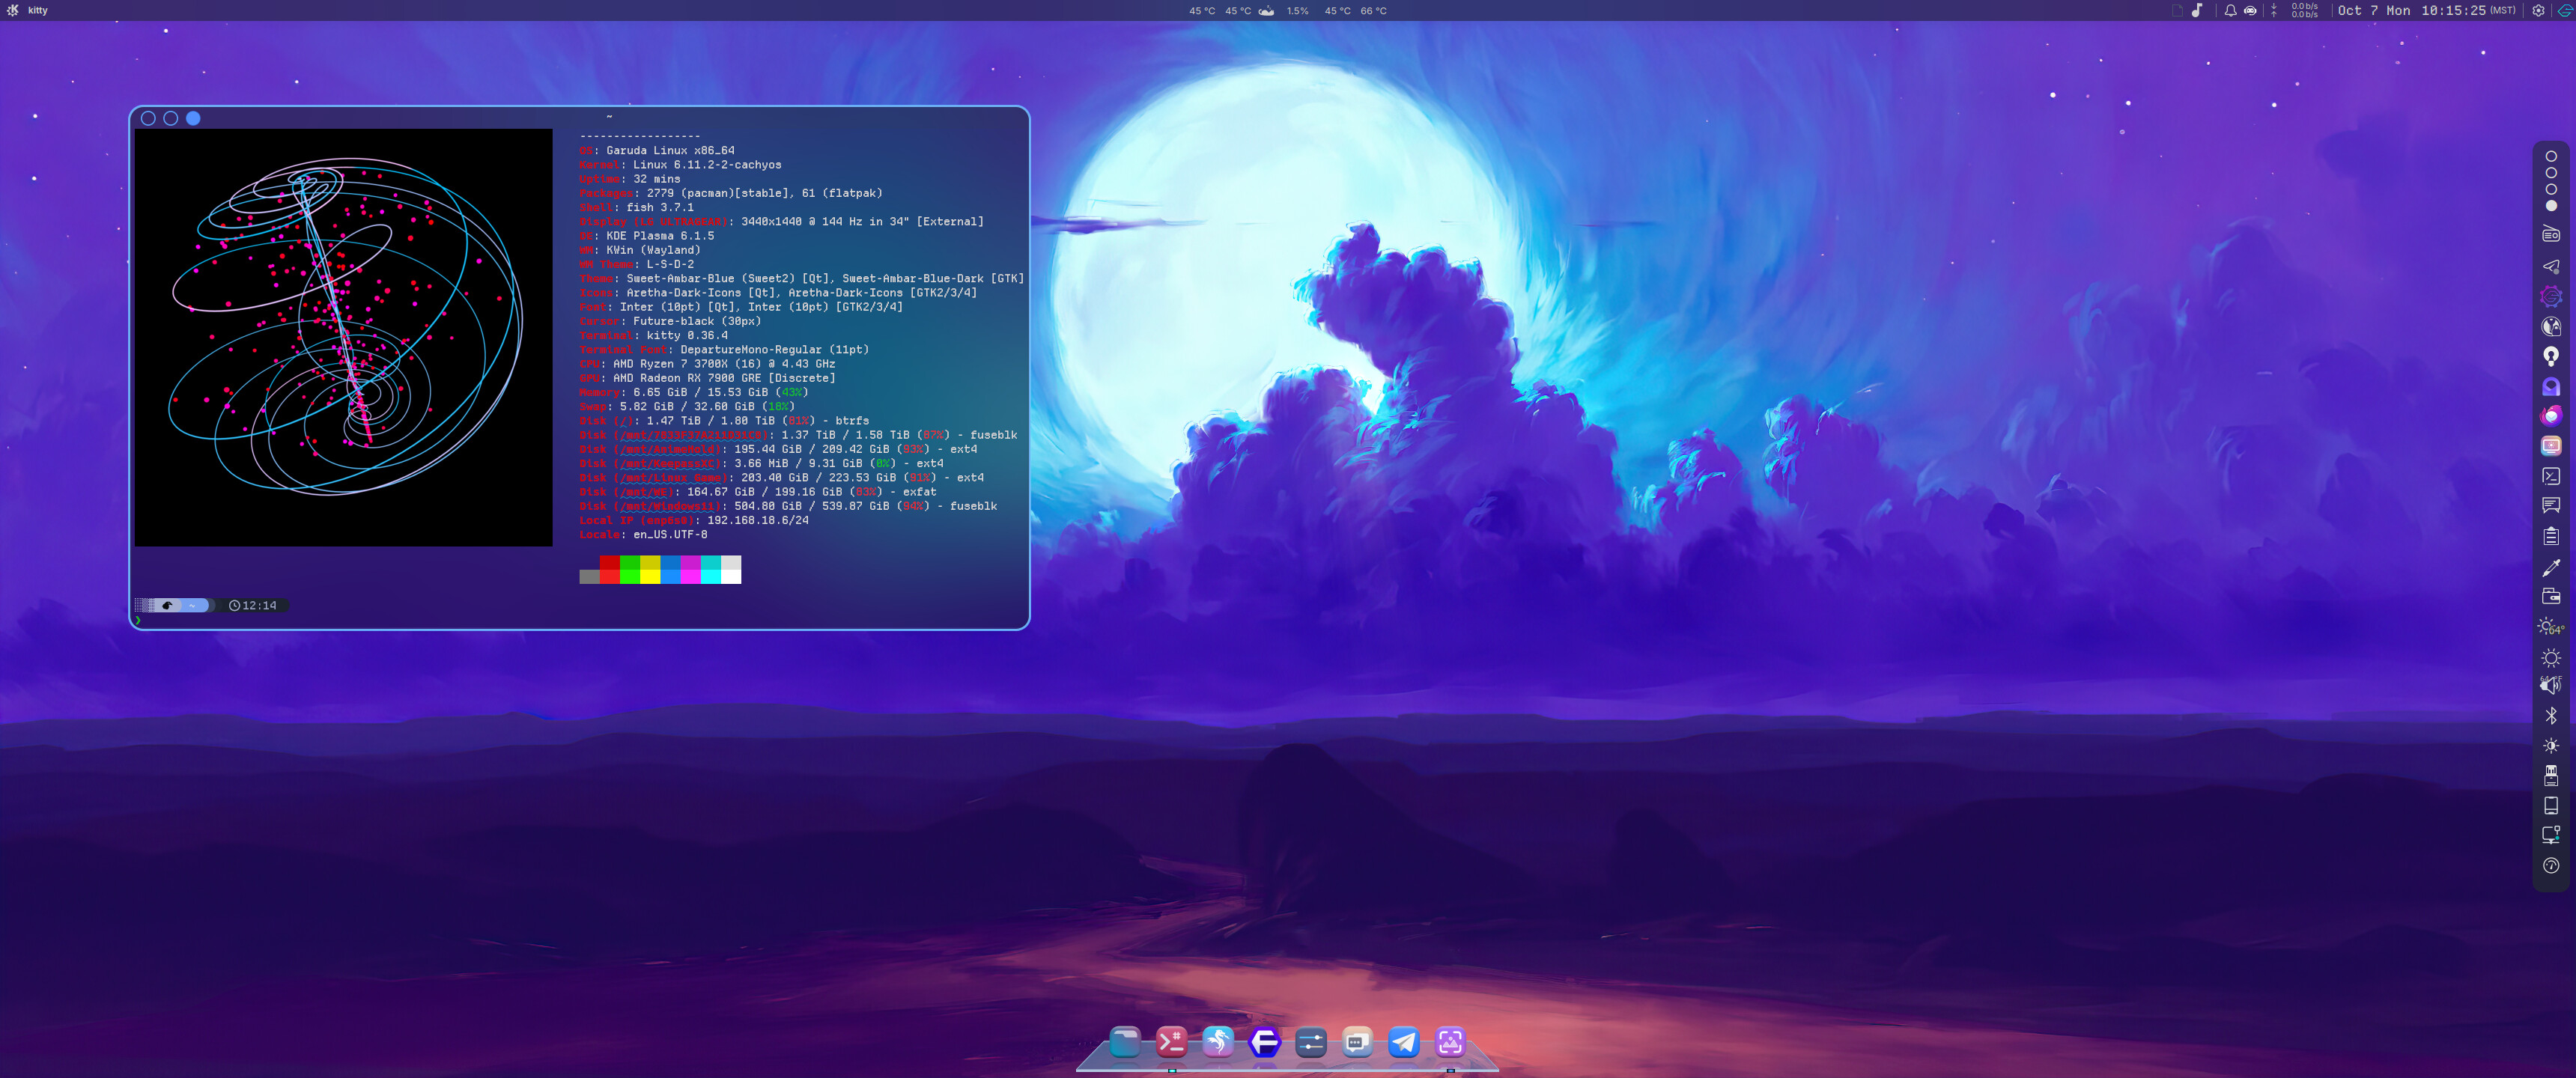 kitty
45 °C 45 °C 1.5% 45 °C 66 °C
0.0 b/s
0.0 b/s
Oct 7 Mon 10:15:25 (MST)
~
------------------
OS: Garuda Linux x86_64
Kernel: Linux 6.11.2-2-cachyos
Uptime: 32 mins
Packages: 2779 (pacman)[stable], 61 (flatpak)
Shell: fish 3.7.1
Display (LG ULTRAGEAR): 3440x1440 @ 144 Hz in 34" [External]
DE: KDE Plasma 6.1.5
WM: KWin (Wayland)
WM Theme: L-S-D-2
Theme: Sweet-Ambar-Blue (Sweet2) [Qt], Sweet-Ambar-Blue-Dark [GTK]
Icons: Aretha-Dark-Icons [Qt], Aretha-Dark-Icons [GTK2/3/4]
Font: Inter (10pt) [Qt], Inter (10pt) [GTK2/3/4]
Cursor: Future-black (30px)
Terminal: kitty 0.36.4
Terminal Font: DepartureMono-Regular (11pt)
CPU: AMD Ryzen 7 3700X (16) @ 4.43 GHz
GPU: AMD Radeon RX 7900 GRE [Discrete]
Memory: 6.65 GiB / 15.53 GiB (43%)
Swap: 5.82 GiB / 32.60 GiB (18%)
Disk (/): 1.47 TiB / 1.80 TiB (81%) - btrfs
Disk: 1.37 TiB / 1.58 TiB (87%) - fuseblk
Disk: 195.44 GiB / 209.42 GiB (93%) - ext4
Disk (/mnt/KeepassXC): 3.66 MiB / 9.31 GiB (0%) - ext4
Disk (/mnt/Linux_Game): 203.40 GiB / 223.53 GiB (91%) - ext4
Disk: 164.67 GiB / 199.16 GiB (83%) - exfat
Disk (/mnt/Windows11): 504.80 GiB / 539.87 GiB (94%) - fuseblk
Local IP (enp6s0): 192.168.18.6/24
Locale: en_US.UTF-8
~ 12:14
❯
64°